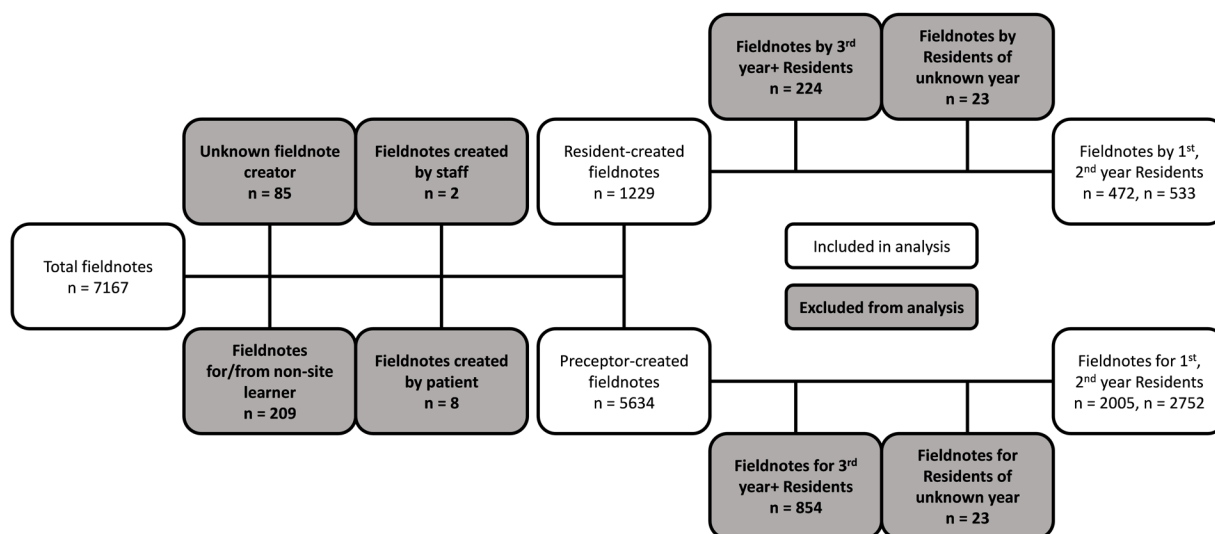 Fieldnotes by 3rd
year+ Residents
n = 224
Fieldnotes by
Residents of
unknown year
n = 23
Unknown fieldnote
creator
n = 85
Fieldnotes created
by staff
n = 2
Resident-created
fieldnotes
n = 1229
Fieldnotes by 1st,
2nd year Residents
n = 472, n = 533
Total fieldnotes
n = 7167
Included in analysis
Excluded from analysis
Fieldnotes
for/from non-site
learner
n = 209
Fieldnotes created
by patient
n = 8
Preceptor-created
fieldnotes
n = 5634
Fieldnotes for 1st,
2nd year Residents
n = 2005, n = 2752
Fieldnotes for 3rd
year+ Residents
n = 854
Fieldnotes for
Residents of
unknown year
n = 23